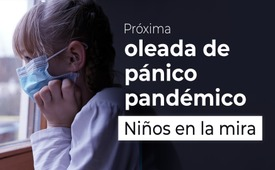 Próxima
oleada de
pánico
pandémico
Niños en la mira